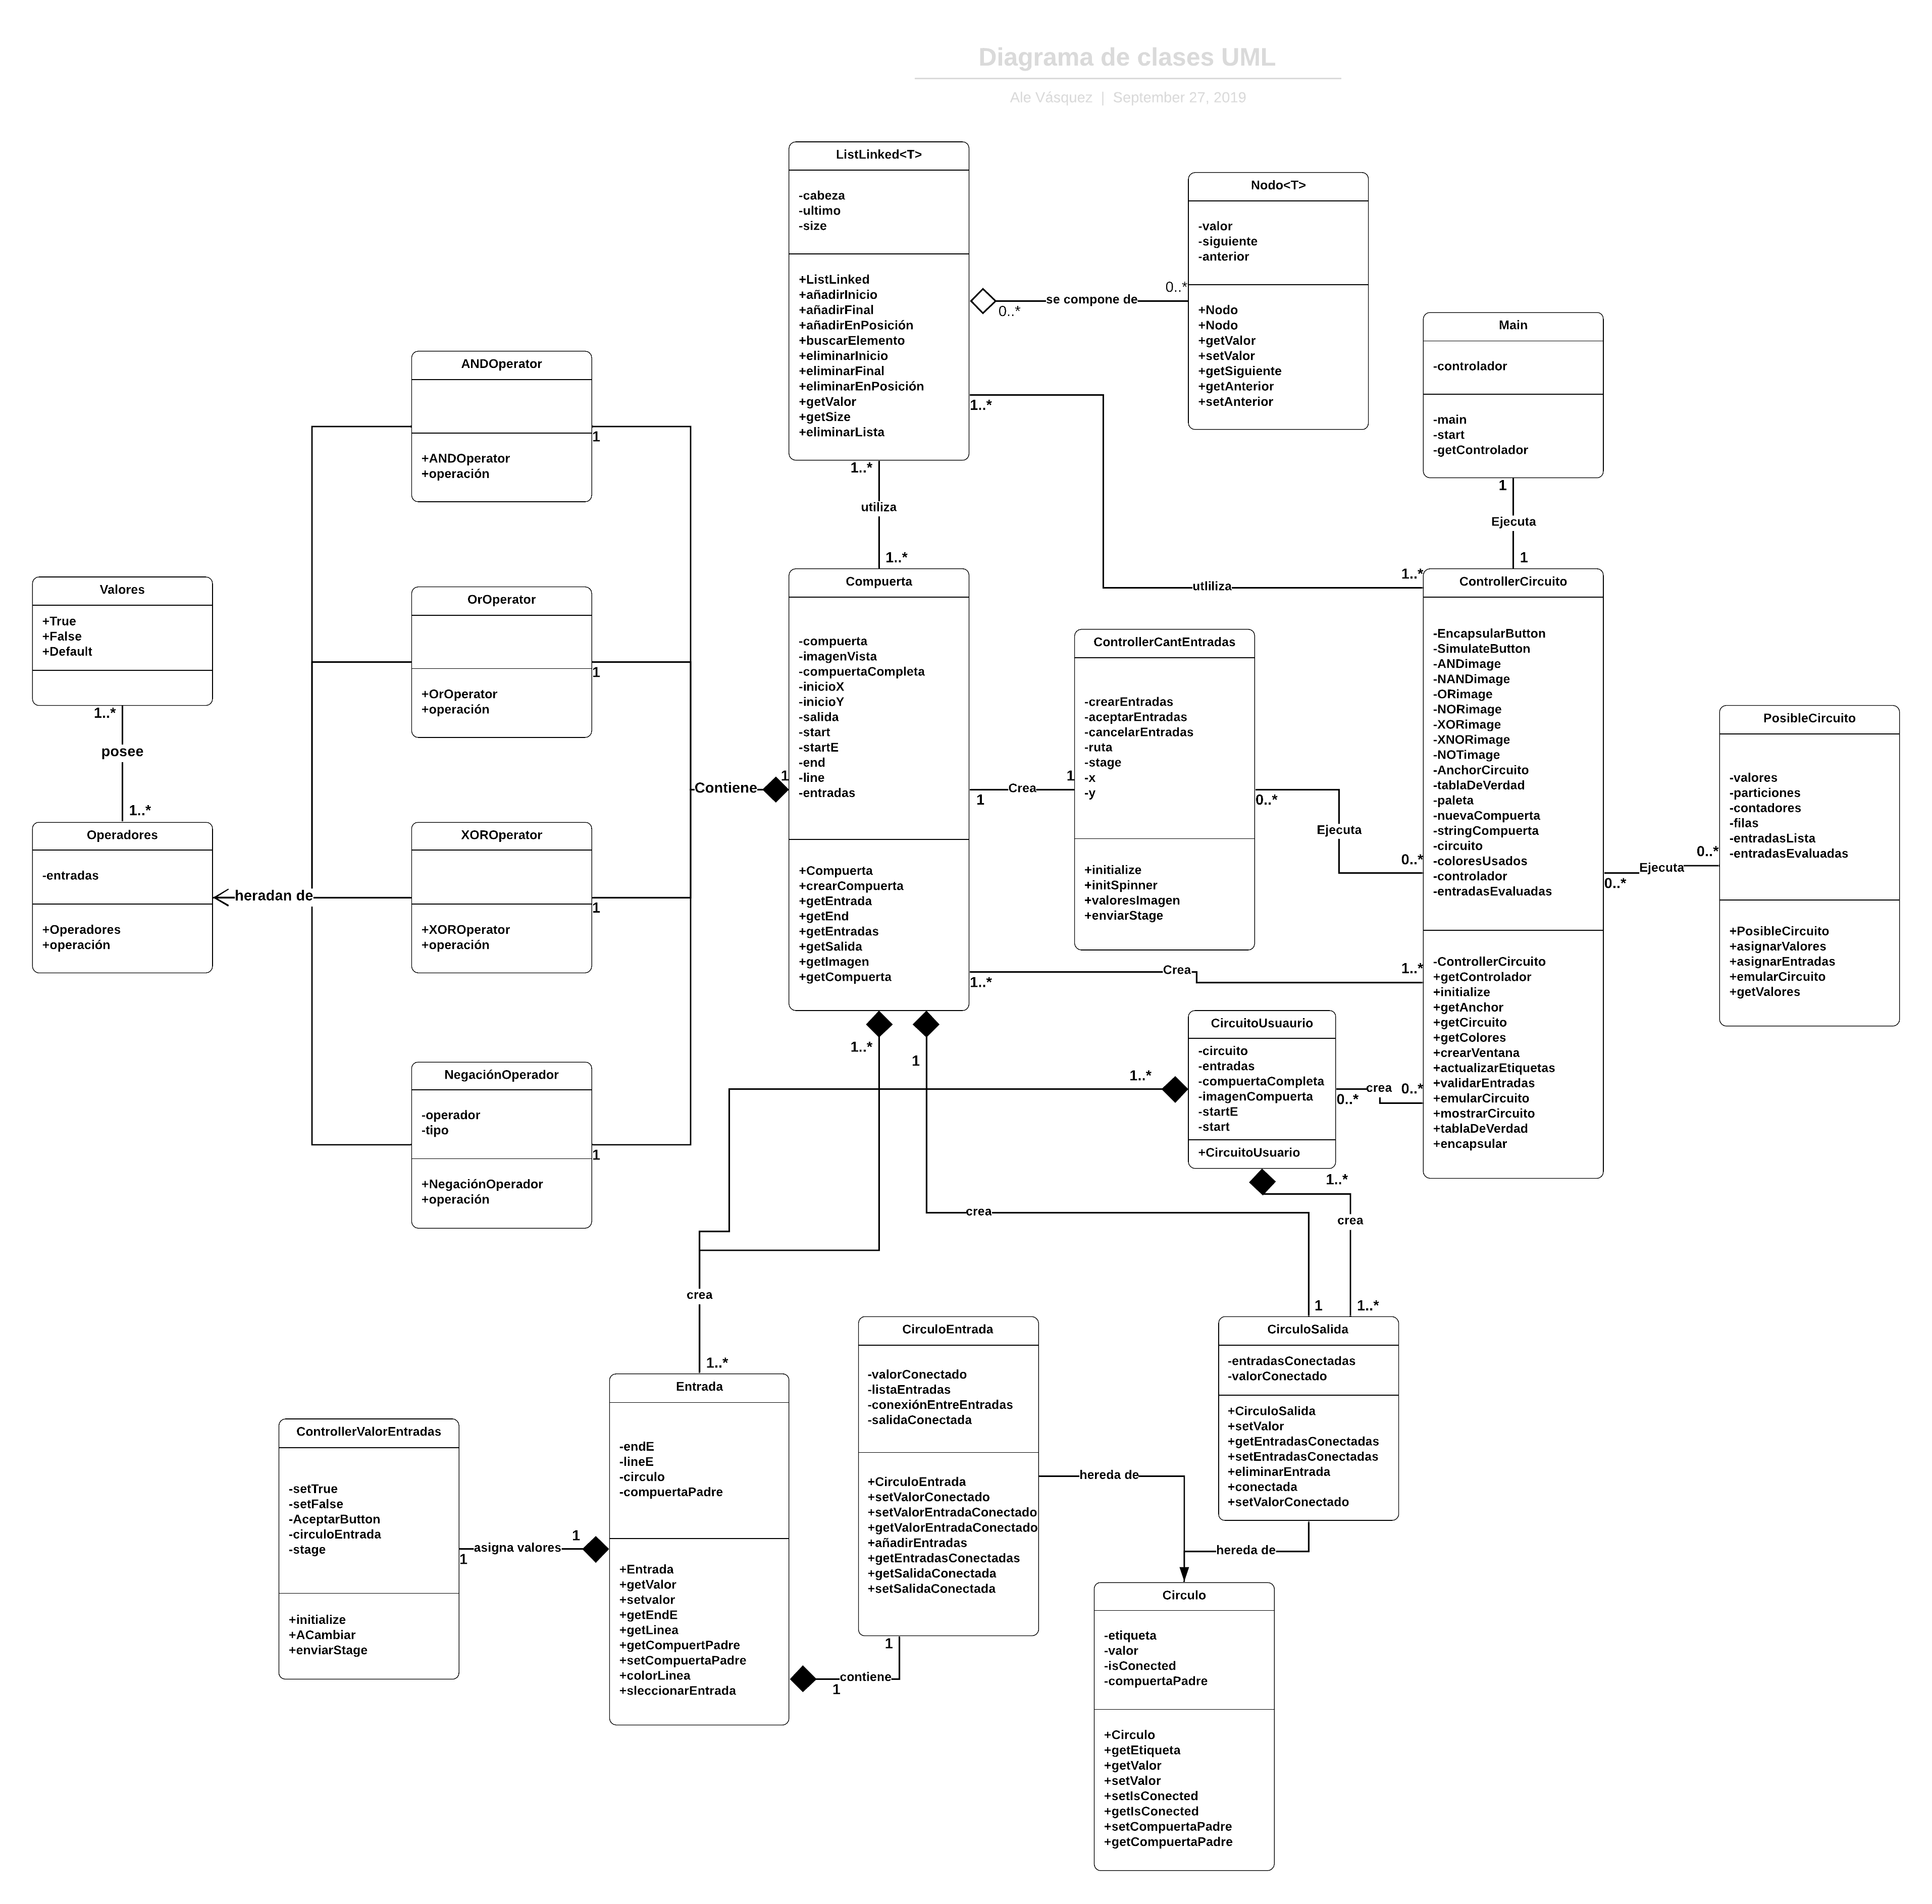 Diagrama de clases UML
Ale Vásquez | September 27, 2019
ListLinked<T>
-cabeza
-ultimo
-size
+ListLinked
+añadirInicio
+añadirFinal
+añadirEnPosición
+buscarElemento
+eliminarInicio
+eliminarFinal
+eliminarEnPosición
+getValor
+getSize
+eliminarLista
0..*
se compone de
0..*
Nodo<T>
-valor
-siguiente
-anterior
+Nodo
+Nodo
+getValor
+setValor
+getSiguiente
+getAnterior
+setAnterior
Main
-controlador
-main
-start
-getControlador
1
Ejecuta
1
1..*
utliliza
1..*
1..*
utiliza
1..*
ANDOperator
+ANDOperator
+operación
1
OrOperator
+OrOperator
+operación
1
XOROperator
+XOROperator
+operación
1
NegaciónOperador
-operador
-tipo
+NegaciónOperador
+operación
1
Valores
+True
+False
+Default
1..*
posee
1..*
Operadores
-entradas
+Operadores
+operación
heradan de
Contiene
1
Compuerta
-compuerta
-imagenVista
-compuertaCompleta
-inicioX
-inicioY
-salida
-start
-startE
-end
-line
-entradas
+Compuerta
+crearCompuerta
+getEntrada
+getEnd
+getEntradas
+getSalida
+getImagen
+getCompuerta
1
Crea
1
ControllerCantEntradas
-crearEntradas
-aceptarEntradas
-cancelarEntradas
-ruta
-stage
-x
-y
+initialize
+initSpinner
+valoresImagen
+enviarStage
0..*
Ejecuta
0..*
ControllerCircuito
-EncapsularButton
-SimulateButton
-ANDimage
-NANDimage
-ORimage
-NORimage
-XORimage
-XNORimage
-NOTimage
-AnchorCircuito
-tablaDeVerdad
-paleta
-nuevaCompuerta
-stringCompuerta
-circuito
-coloresUsados
-controlador
-entradasEvaluadas
-ControllerCircuito
+getControlador
+initialize
+getAnchor
+getCircuito
+getColores
+crearVentana
+actualizarEtiquetas
+validarEntradas
+emularCircuito
+mostrarCircuito
+tablaDeVerdad
+encapsular
0..*
Ejecuta
0..*
PosibleCircuito
-valores
-particiones
-contadores
-filas
-entradasLista
-entradasEvaluadas
+PosibleCircuito
+asignarValores
+asignarEntradas
+emularCircuito
+getValores
1..*
Crea
1..*
CircuitoUsuaurio
-circuito
-entradas
-compuertaCompleta
-imagenCompuerta
-startE
-start
+CircuitoUsuario
0..*
crea
0..*
1..*
1..*
1
crea
1
1..*
crea
1..*
crea
1..*
Entrada
-endE
-lineE
-circulo
-compuertaPadre
+Entrada
+getValor
+setvalor
+getEndE
+getLinea
+getCompuertPadre
+setCompuertaPadre
+colorLinea
+sleccionarEntrada
ControllerValorEntradas
-setTrue
-setFalse
-AceptarButton
-circuloEntrada
-stage
+initialize
+ACambiar
+enviarStage
1
asigna valores
1
CirculoEntrada
-valorConectado
-listaEntradas
-conexiónEntreEntradas
-salidaConectada
+CirculoEntrada
+setValorConectado
+setValorEntradaConectado
+getValorEntradaConectado
+añadirEntradas
+getEntradasConectadas
+getSalidaConectada
+setSalidaConectada
1
contiene
1
CirculoSalida
-entradasConectadas
-valorConectado
+CirculoSalida
+setValor
+getEntradasConectadas
+setEntradasConectadas
+eliminarEntrada
+conectada
+setValorConectado
hereda de
hereda de
Circulo
-etiqueta
-valor
-isConected
-compuertaPadre
+Circulo
+getEtiqueta
+getValor
+setValor
+setIsConected
+getIsConected
+setCompuertaPadre
+getCompuertaPadre